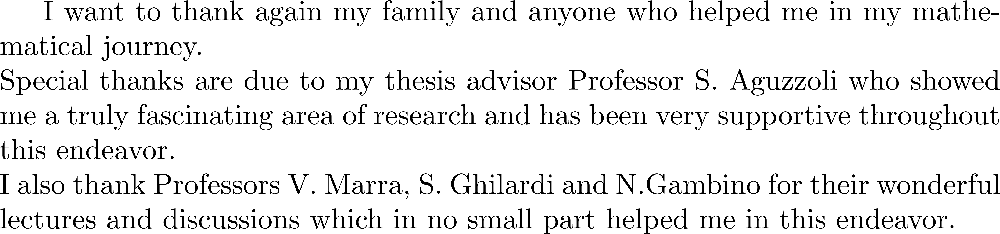 I want to thank again my family and anyone who helped me in my mathe-
matical journey.
Special thanks are due to my thesis advisor Professor S. Aguzzoli who showed
me a truly fascinating area of research and has been very supportive throughout
this endeavor.
I also thank Professors V. Marra, S. Ghilardi and N.Gambino for their wonderful
lectures and discussions which in no small part helped me in this endeavor.